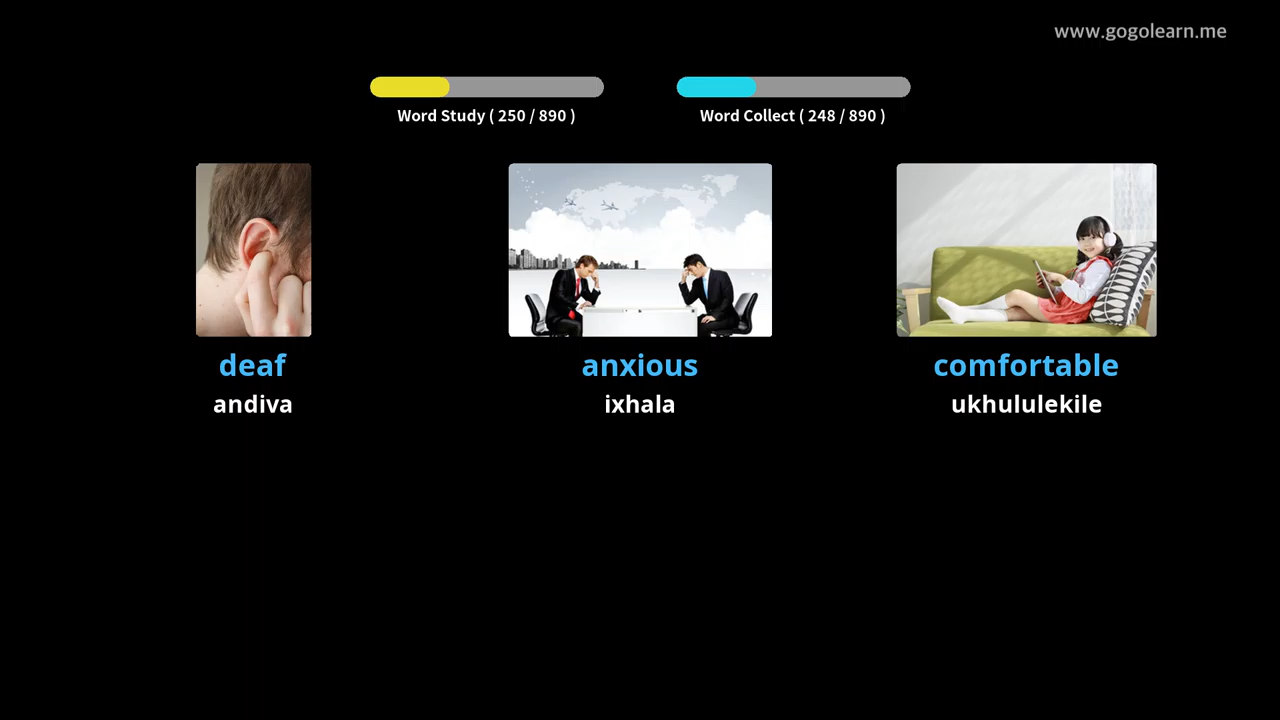 www.gogolearn.me
Word Study ( 250 / 890 )
Word Collect ( 248 / 890 )
deaf
andiva
anxious
ixhala
comfortable
ukhululekile